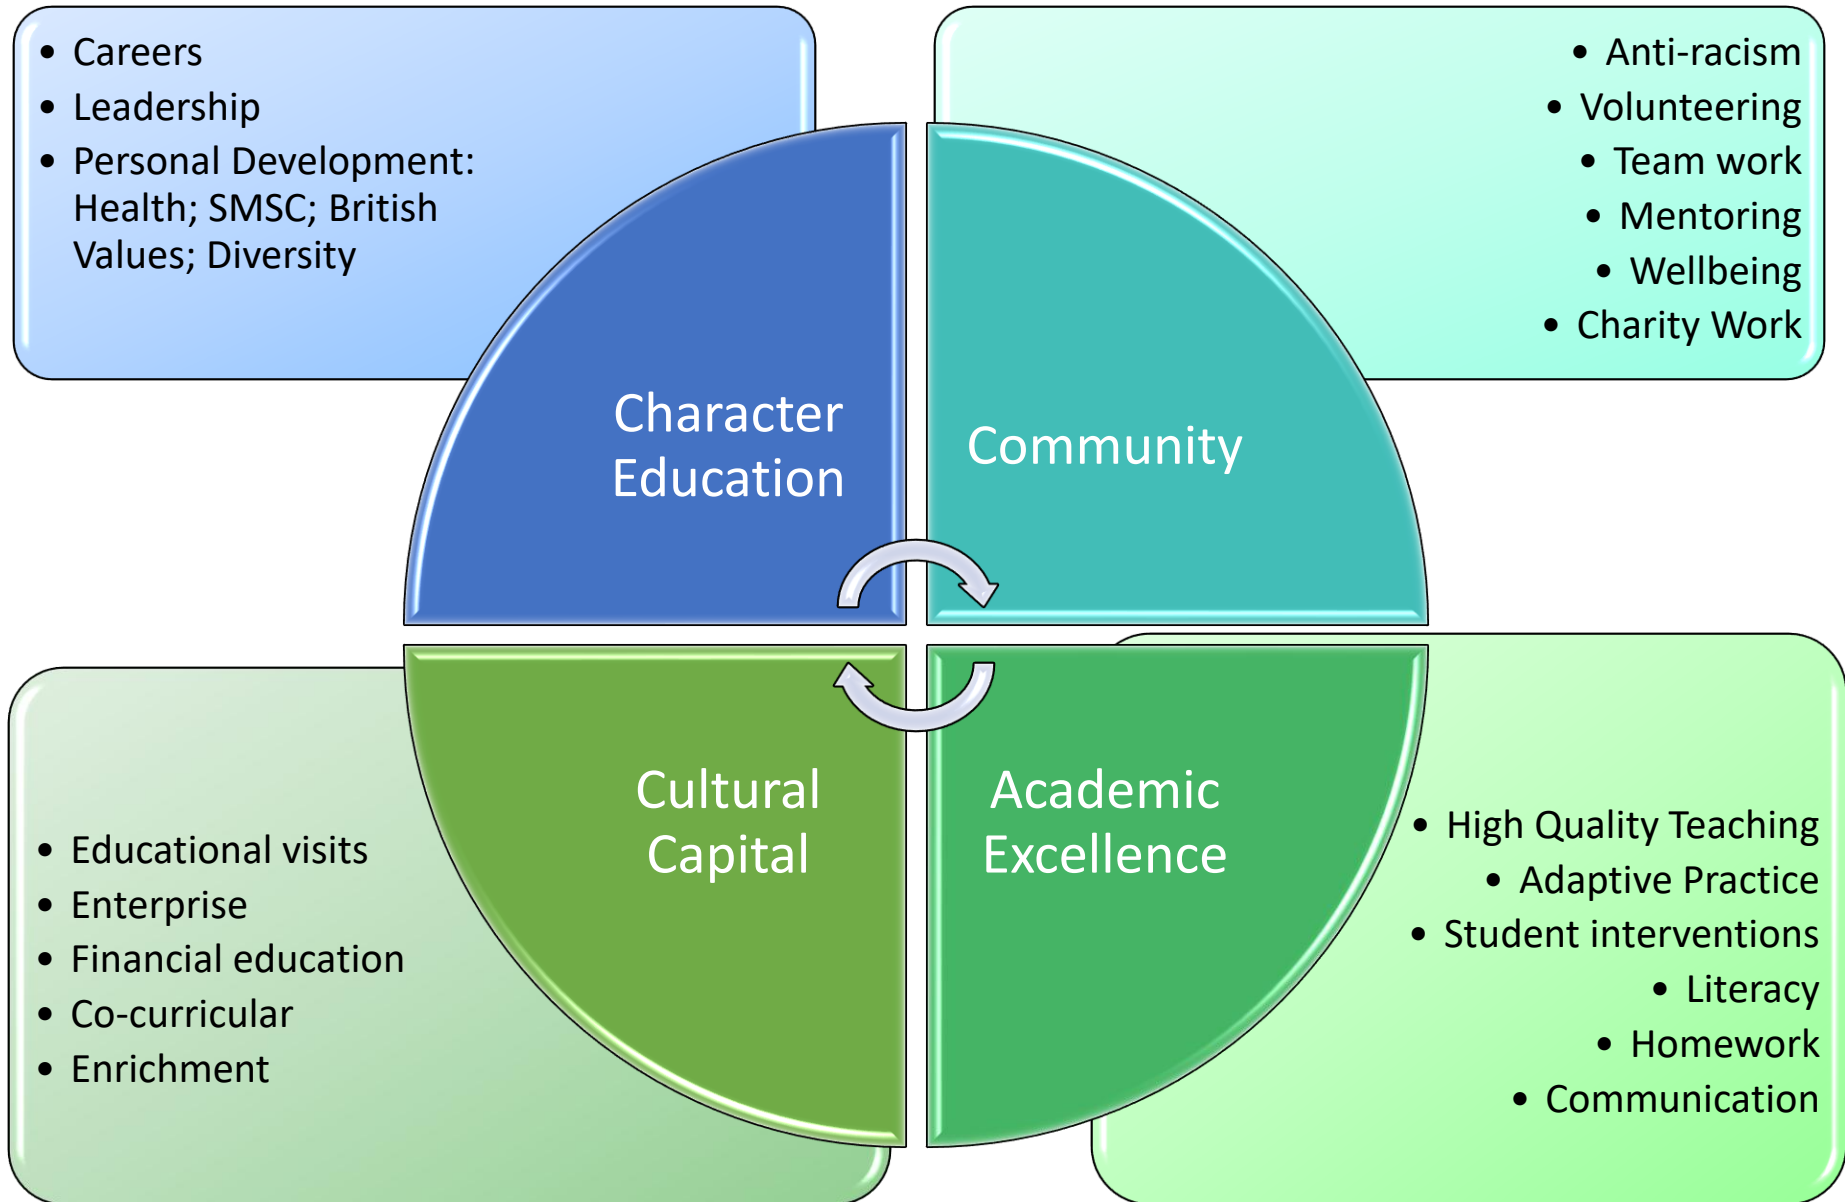 • Careers
• Leadership
• Personal Development:
Health; SMSC; British
Values; Diversity
• Anti-racism
• Volunteering
• Team work
• Mentoring
• Wellbeing
• Charity Work
Character
Education
Community
Cultural
Capital
Academic
Excellence
• Educational visits
• Enterprise
• Financial education
• Co-curricular
• Enrichment
• High Quality Teaching
• Adaptive Practice
• Student interventions
• Literacy
• Homework
• Communication